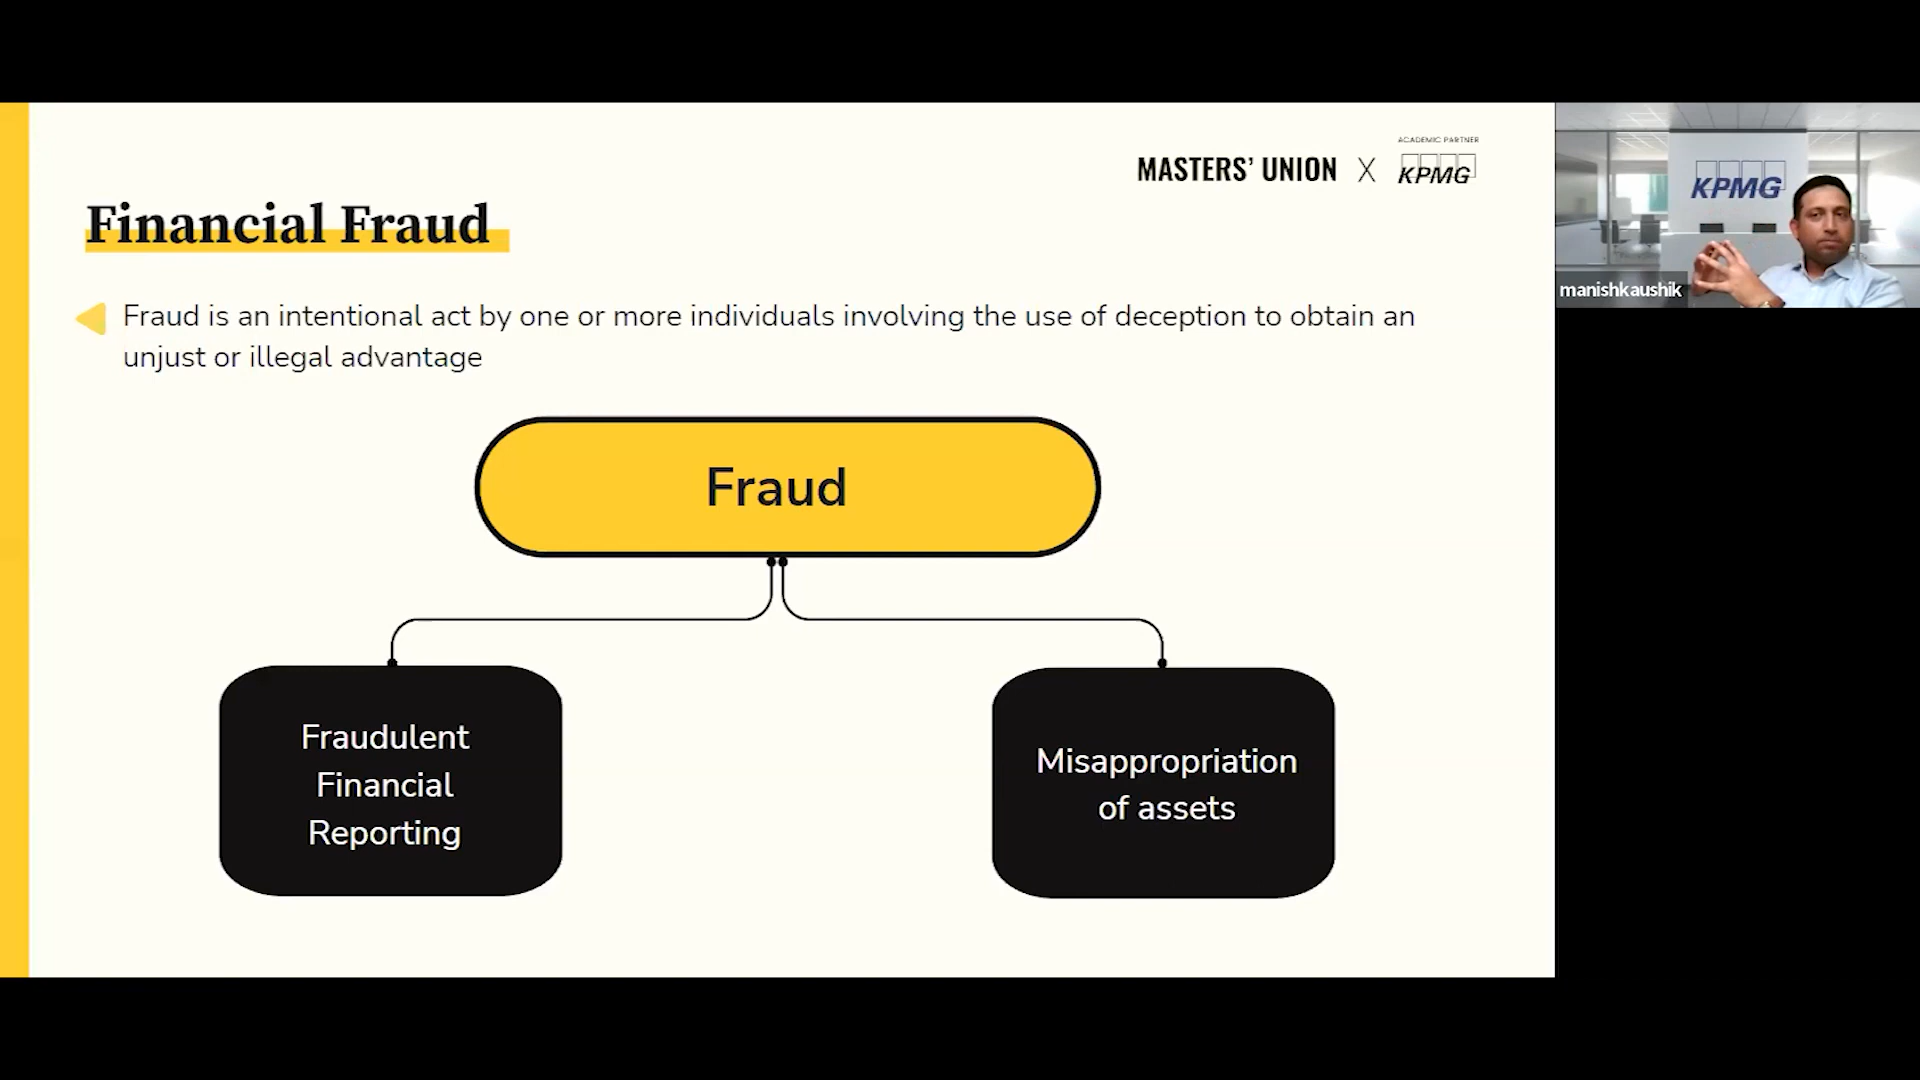 ACADEMIC PARTNER
MASTERS' UNION X KPMG
KPMG
manishkaushik
Financial Fraud
Fraud is an intentional act by one or more individuals involving the use of deception to obtain an
unjust or illegal advantage
Fraud
Fraudulent
Financial
Reporting
Misappropriation
of assets